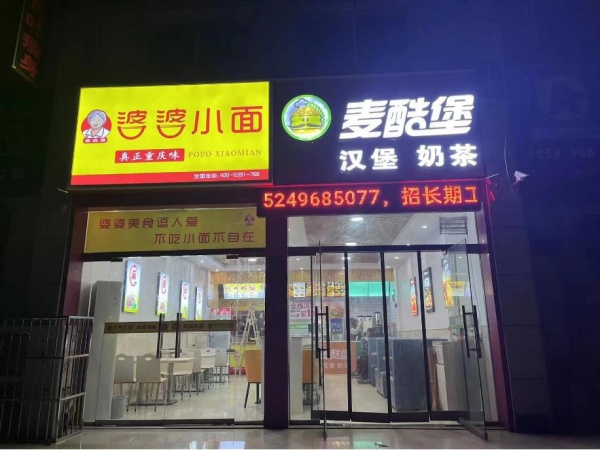 婆婆小面
真正重庆味
POPO XIAOMIAN
麦酷堡
汉堡 奶茶
5249685077，招长期工
婆婆美食逗人爱
不吃小面不自在